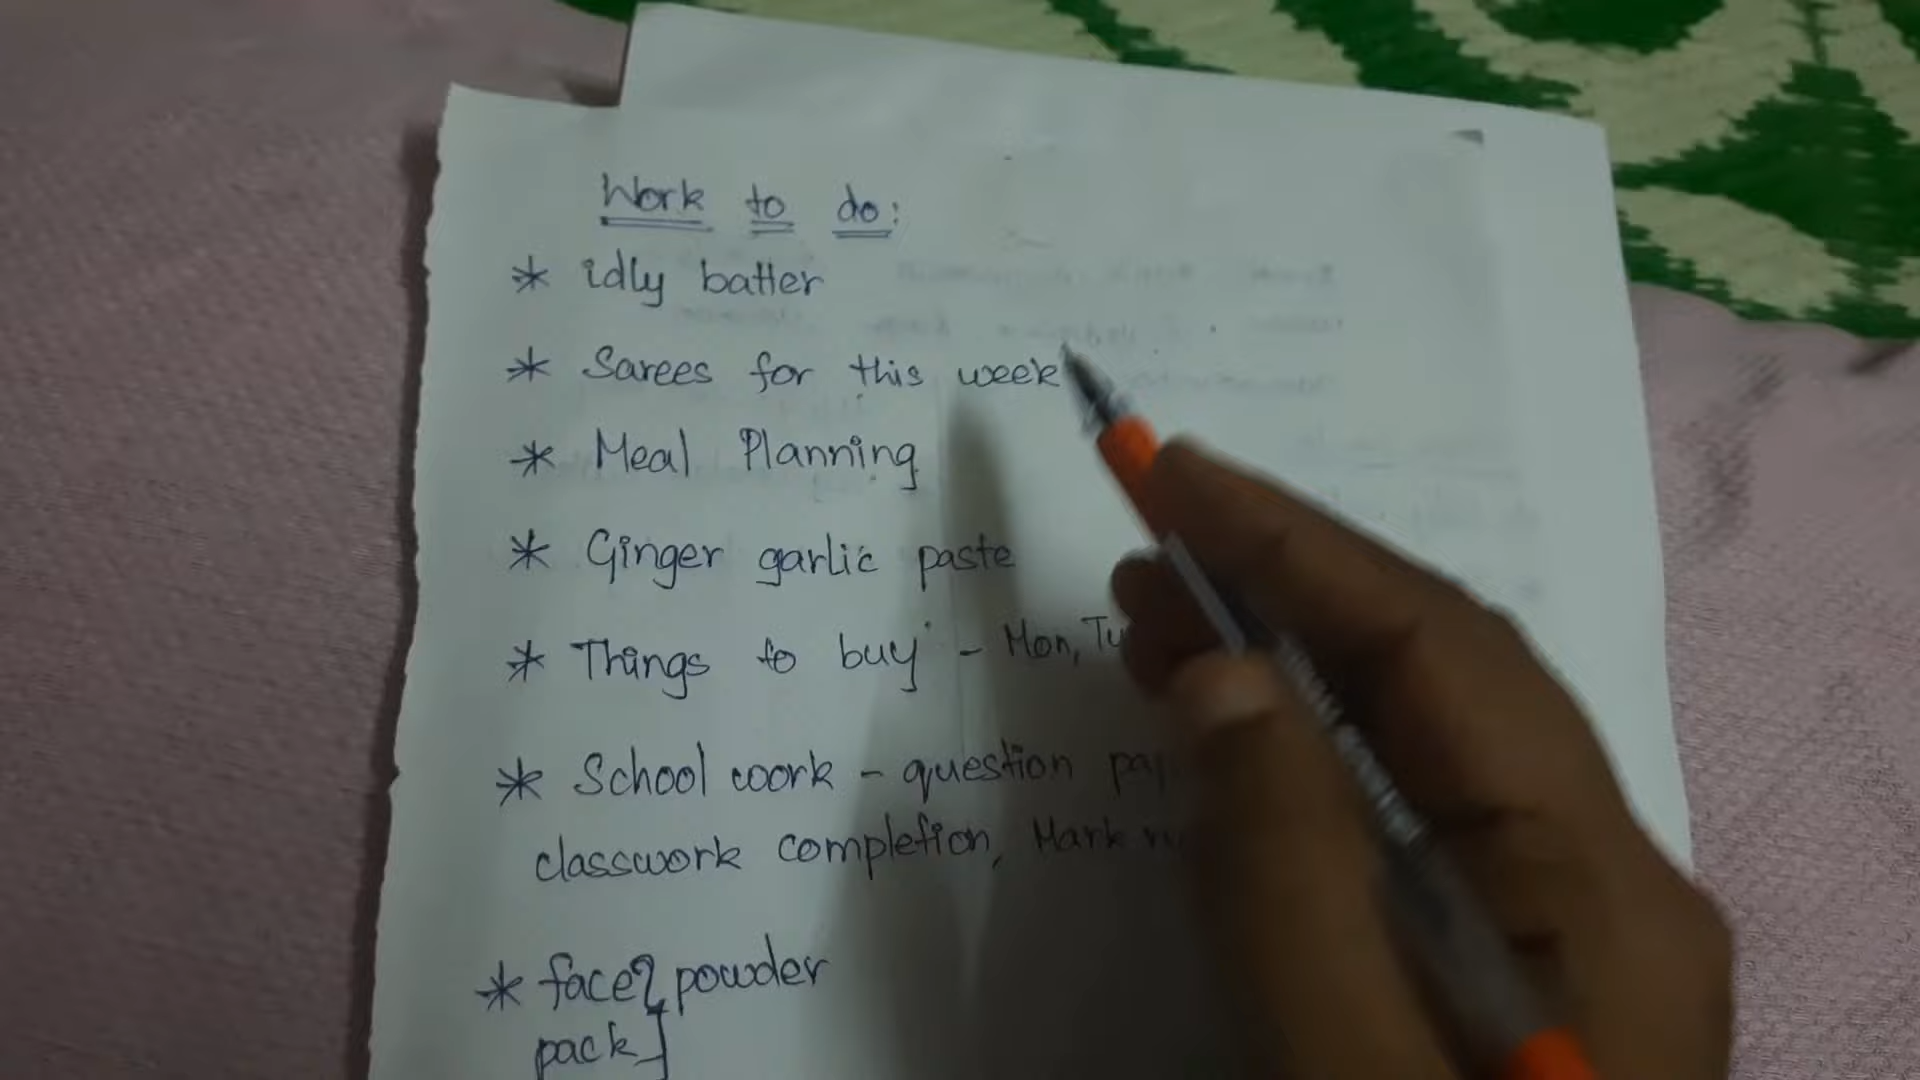 Work to do:
* idly batter
* Sarees for this week
* Meal Planning
* Ginger garlic paste
* Things to buy - Mon,
* School work - question
classwork completion, Mark
* face} powder
pack